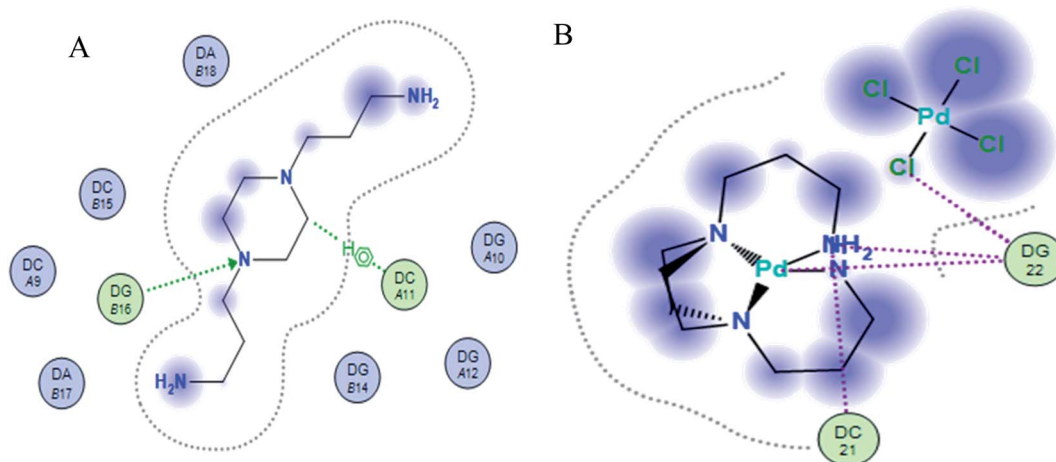 A
DA
B18
NH2
N
DC
B15
DC
A9
DG
B16
N
H
DC
A11
DG
A10
DA
B17
H2N
DG
B14
DG
A12
B
Cl
Cl
Pd
Cl
Cl
N
NH2
Pd
N
N
DG
22
DC
21